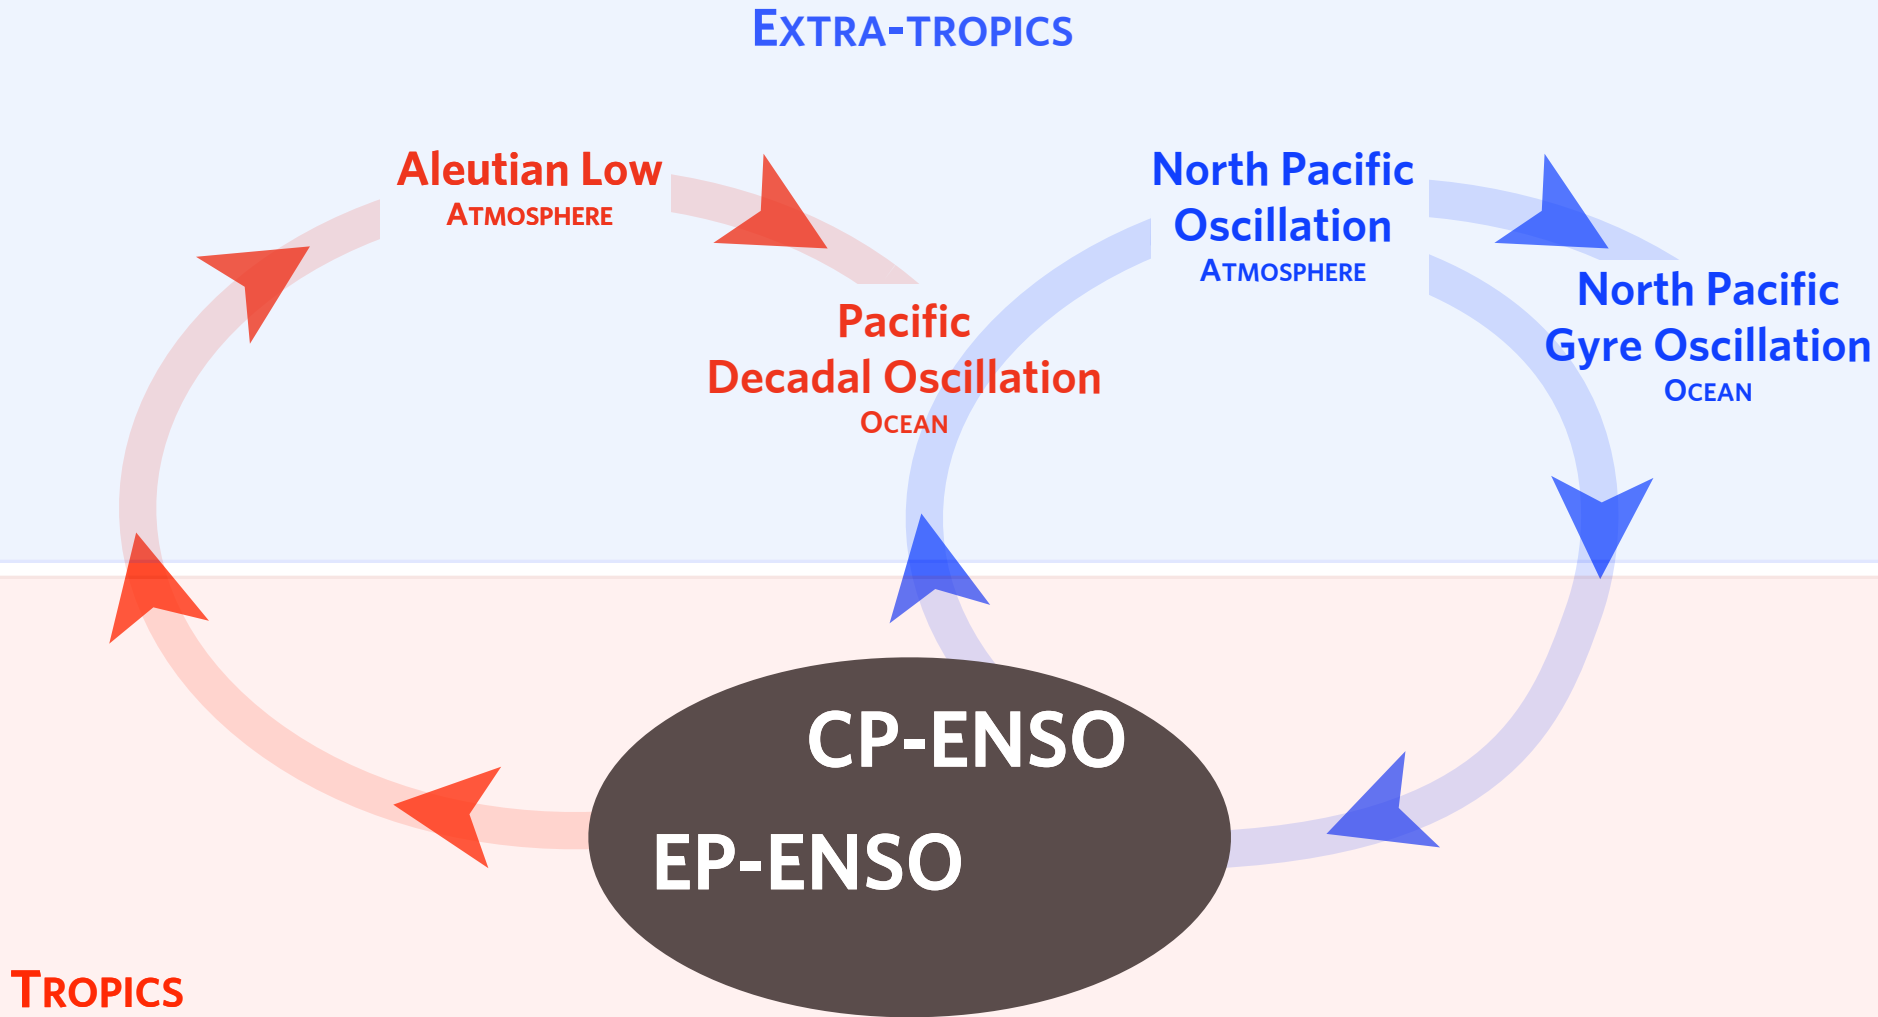 EXTRA-TROPICS
Aleutian Low
ATMOSPHERE
Pacific
Decadal Oscillation
OCEAN
North Pacific
Oscillation
ATMOSPHERE
North Pacific
Gyre Oscillation
OCEAN
CP-ENSO
EP-ENSO
TROPICS